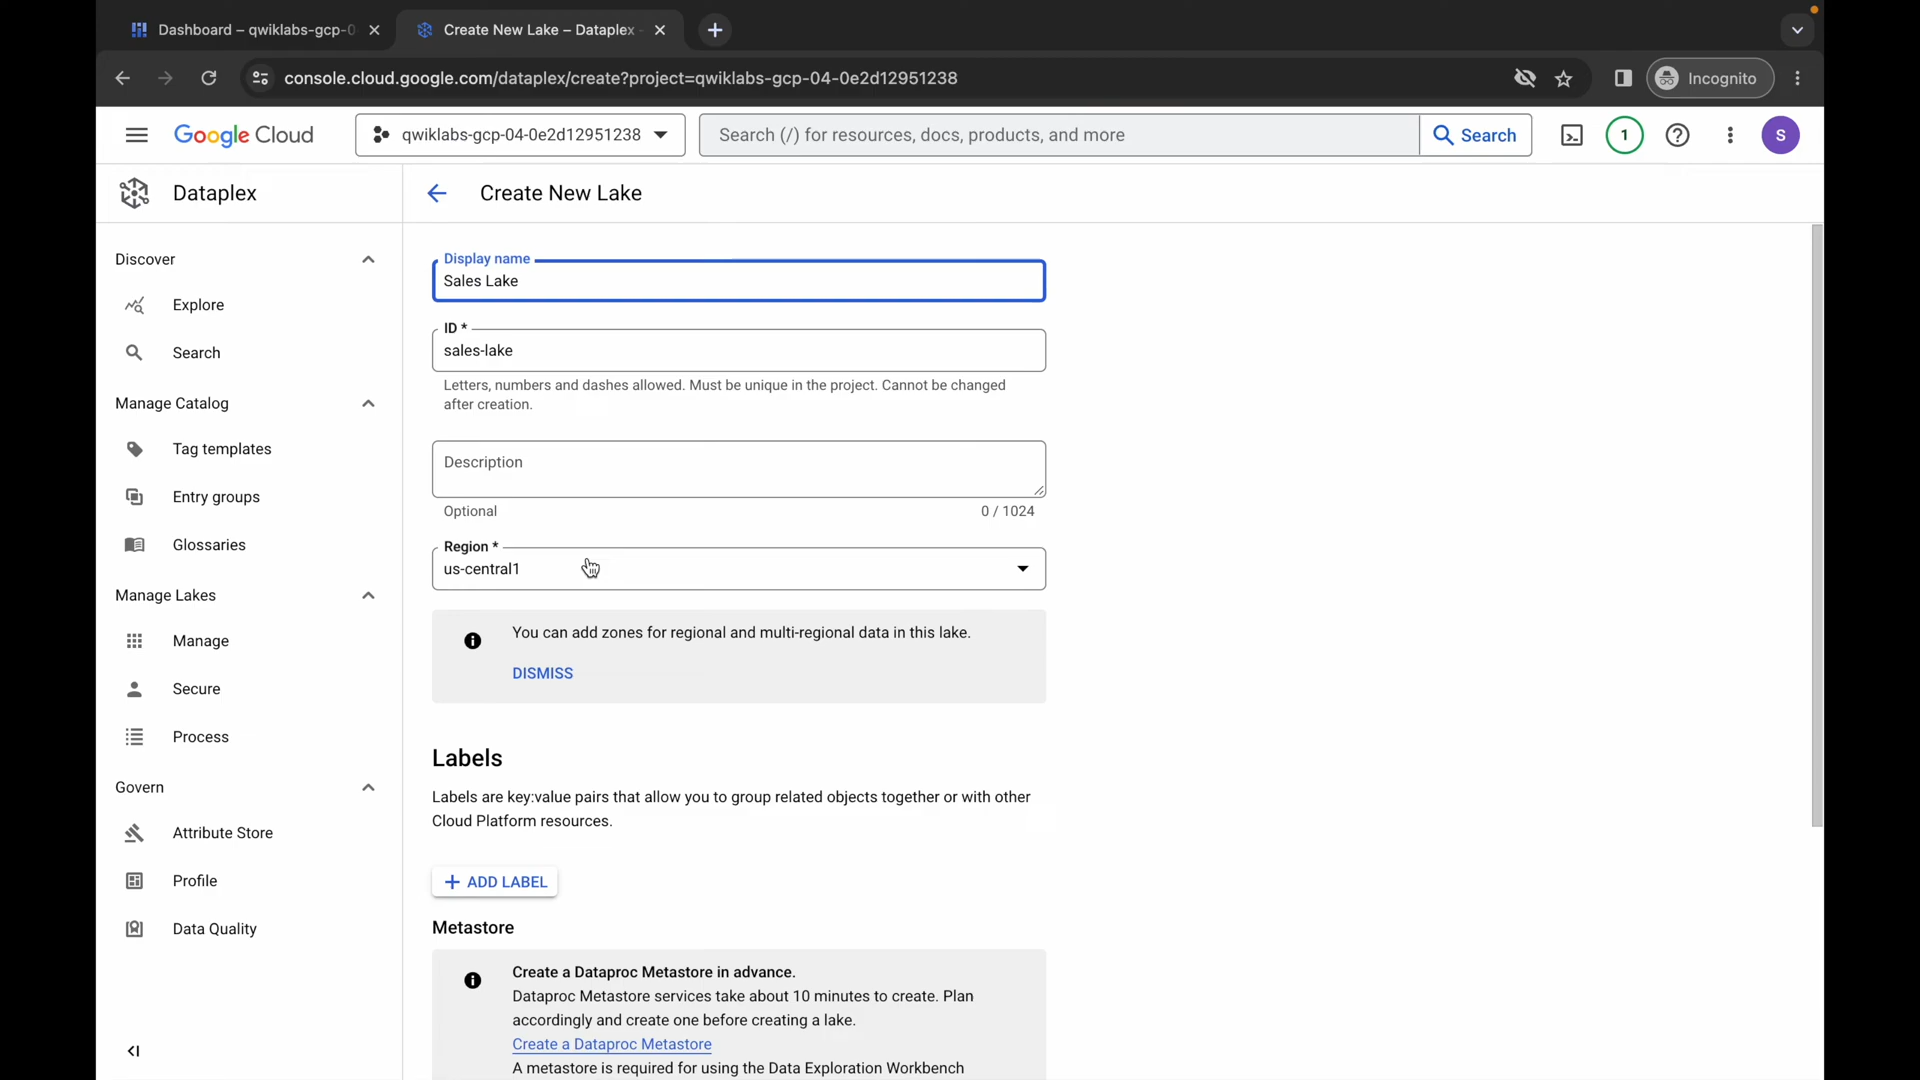 Dashboard – qwiklabs-gcp-0
Create New Lake – Dataplex -
console.cloud.google.com/dataplex/create?project=qwiklabs-gcp-04-0e2d12951238
Incognito
Google Cloud
qwiklabs-gcp-04-0e2d12951238
Search (/) for resources, docs, products, and more
Search
1
S
Dataplex
Create New Lake
Discover
Explore
Search
Manage Catalog
Tag templates
Entry groups
Glossaries
Manage Lakes
Manage
Secure
Process
Govern
Attribute Store
Profile
Data Quality
Display name
Sales Lake
ID *
sales-lake
Letters, numbers and dashes allowed. Must be unique in the project. Cannot be changed
after creation.
Description
Optional
0 / 1024
Region *
us-central1
You can add zones for regional and multi-regional data in this lake.
DISMISS
Labels
Labels are key:value pairs that allow you to group related objects together or with other
Cloud Platform resources.
ADD LABEL
Metastore
Create a Dataproc Metastore in advance.
Dataproc Metastore services take about 10 minutes to create. Plan
accordingly and create one before creating a lake.
Create a Dataproc Metastore
A metastore is required for using the Data Exploration Workbench